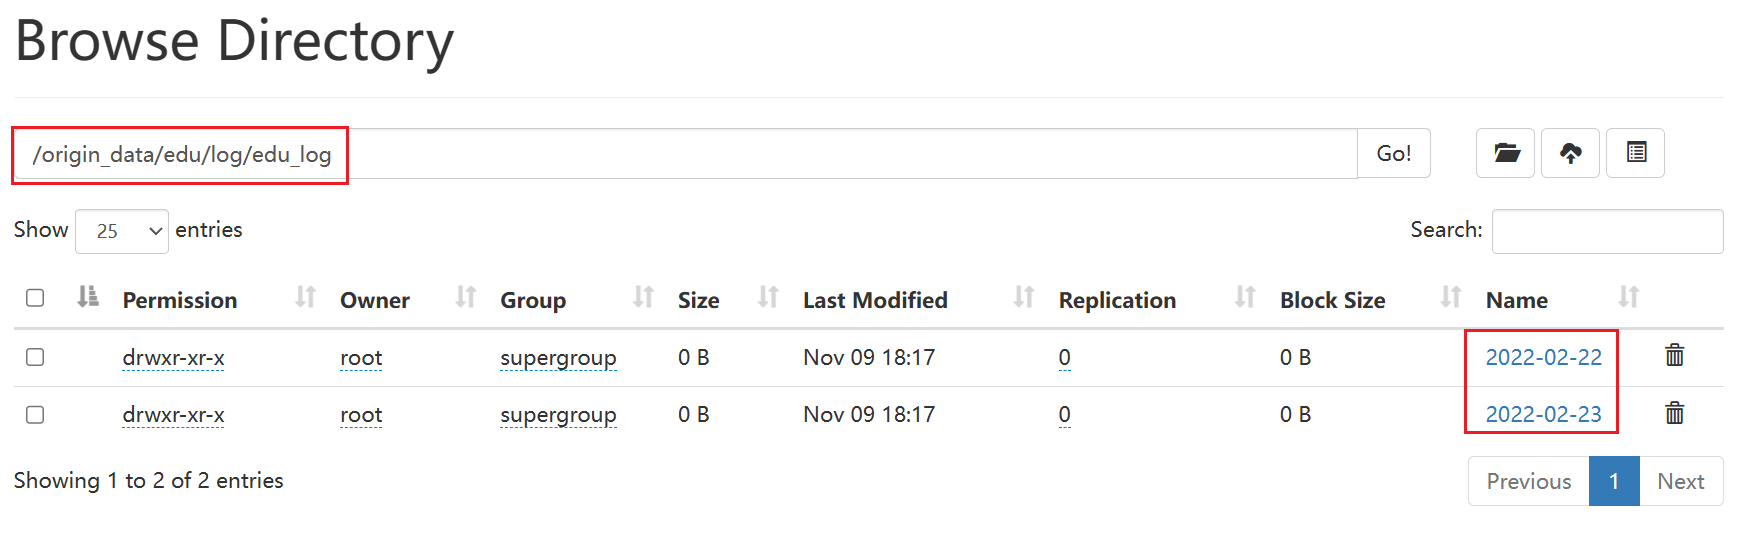 Browse Directory
/origin_data/edu/log/edu_log Go!
Show 25 entries Search:
Permission Owner Group Size Last Modified Replication Block Size Name
drwxr-xr-x root supergroup 0 B Nov 09 18:17 0 0 B 2022-02-22
drwxr-xr-x root supergroup 0 B Nov 09 18:17 0 0 B 2022-02-23
Showing 1 to 2 of 2 entries Previous 1 Next